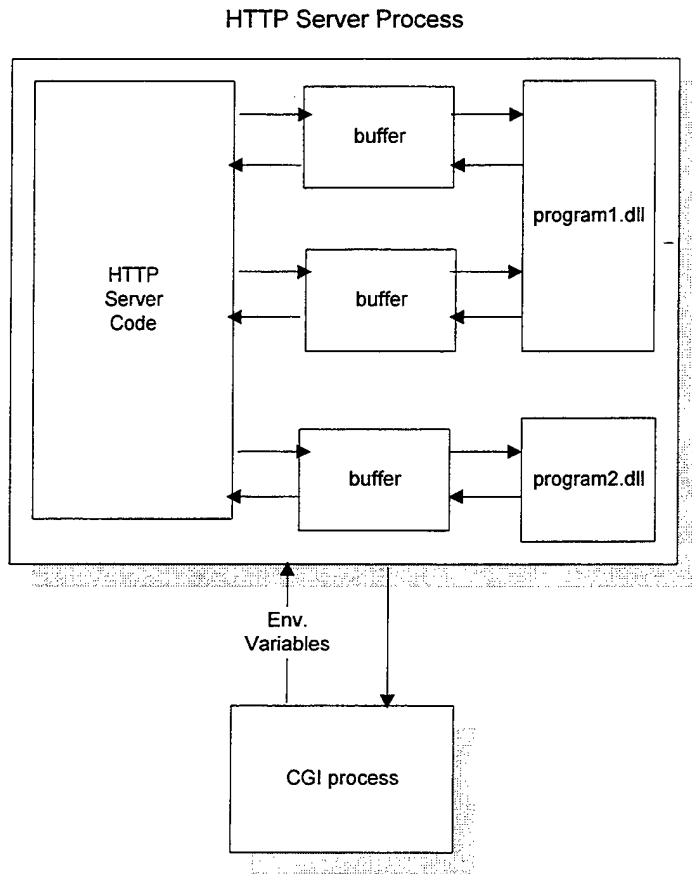 HTTP Server Process
buffer
program1.dll
HTTP
Server
Code
buffer
buffer
program2.dll
Env.
Variables
CGI process